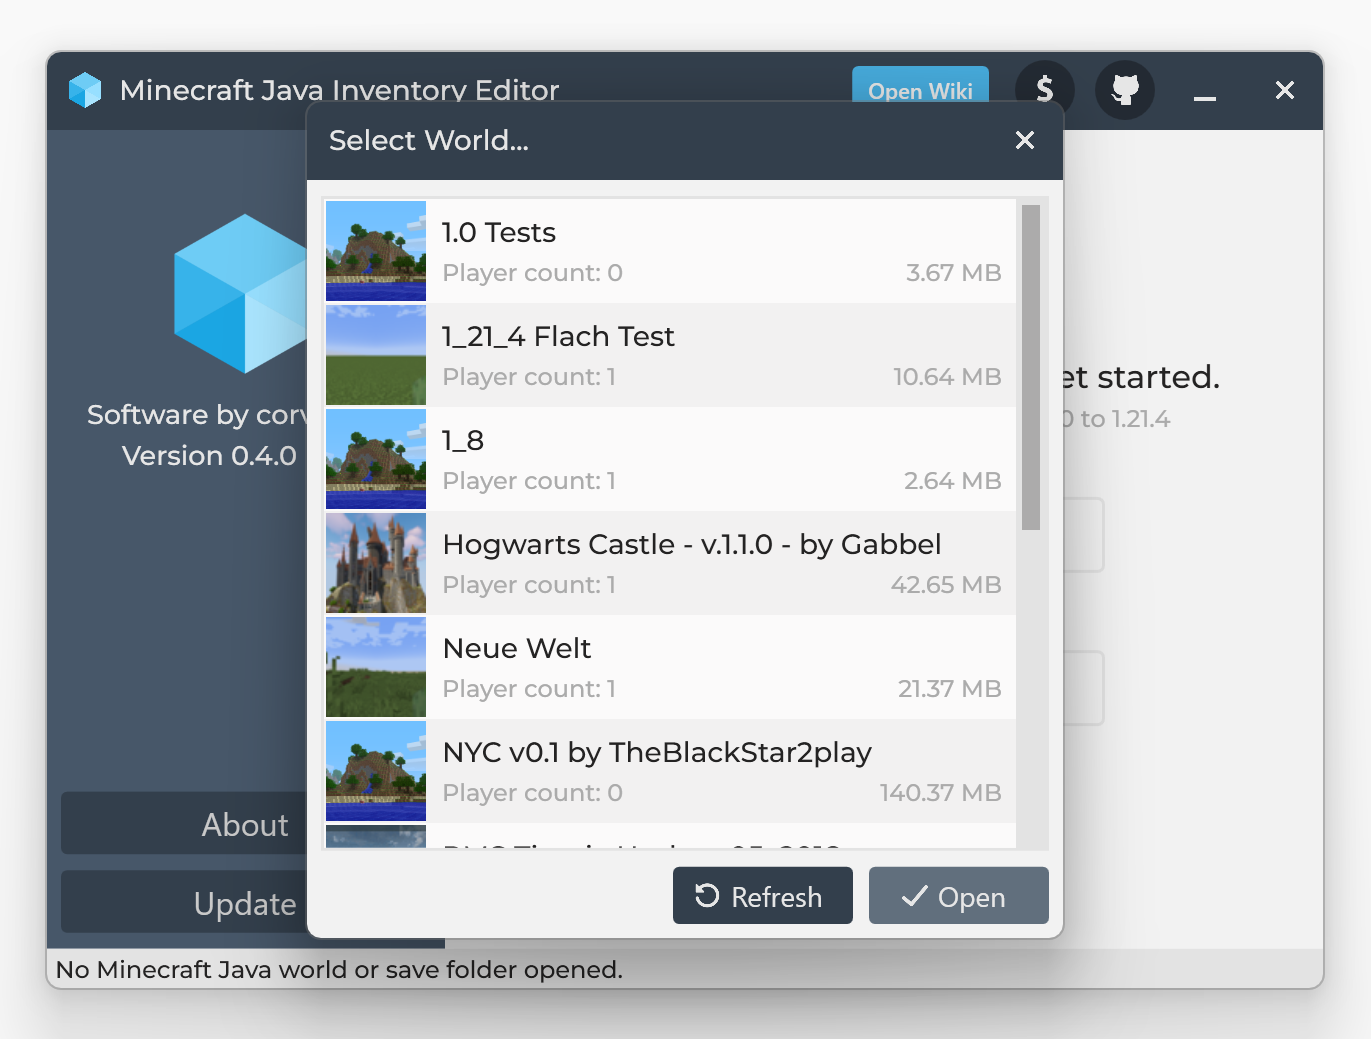 Minecraft Java Inventory Editor
Open Wiki
$
Select World...
1.0 Tests
Player count: 0 3.67 MB
1_21_4 Flach Test
Player count: 1 10.64 MB
1_8
Player count: 1 2.64 MB
Hogwarts Castle - v.1.1.0 - by Gabbel
Player count: 1 42.65 MB
Neue Welt
Player count: 1 21.37 MB
NYC v0.1 by TheBlackStar2play
Player count: 0 140.37 MB
Refresh
Open
Software by
Version 0.4.0
started.
to 1.21.4
About
Update
No Minecraft Java world or save folder opened.